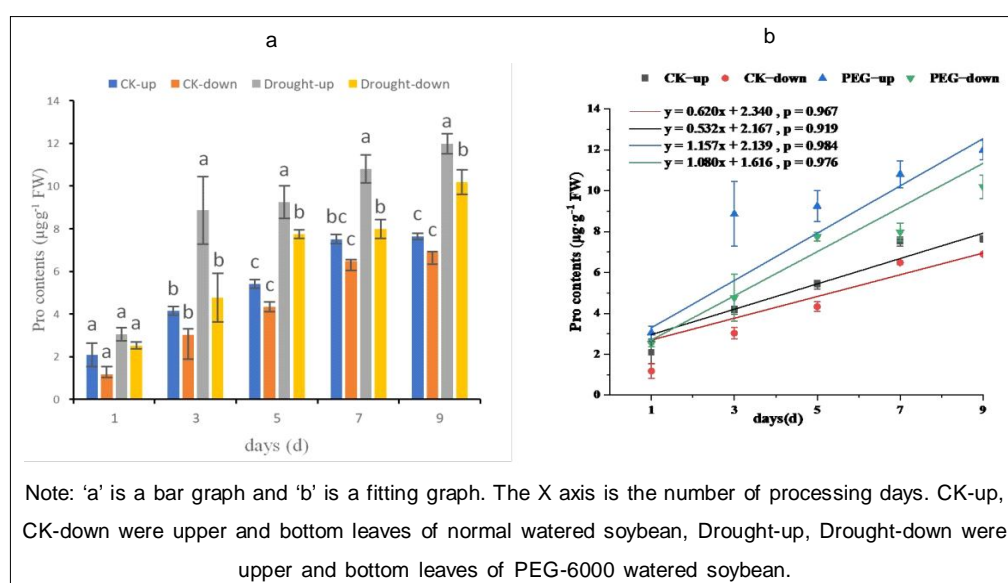 a
CK-up CK-down Drought-up Drought-down
14
12
10
8
6
4
2
0
Pro contents (μg·g⁻¹ FW)
a a a a
b b a b
c c a b
bc c a b
c c a b
1 3 5 7 9
days (d)
b
CK-up CK-down PEG-up PEG-down
y = 0.620x + 2.340 , p = 0.967
y = 0.532x + 2.167 , p = 0.919
y = 1.157x + 2.139 , p = 0.984
y = 1.080x + 1.616 , p = 0.976
14
12
10
8
6
4
2
0
Pro contents (μg·g⁻¹ FW)
1 3 5 7 9
days(d)
Note: ‘a’ is a bar graph and ‘b’ is a fitting graph. The X axis is the number of processing days. CK-up,
CK-down were upper and bottom leaves of normal watered soybean, Drought-up, Drought-down were
upper and bottom leaves of PEG-6000 watered soybean.